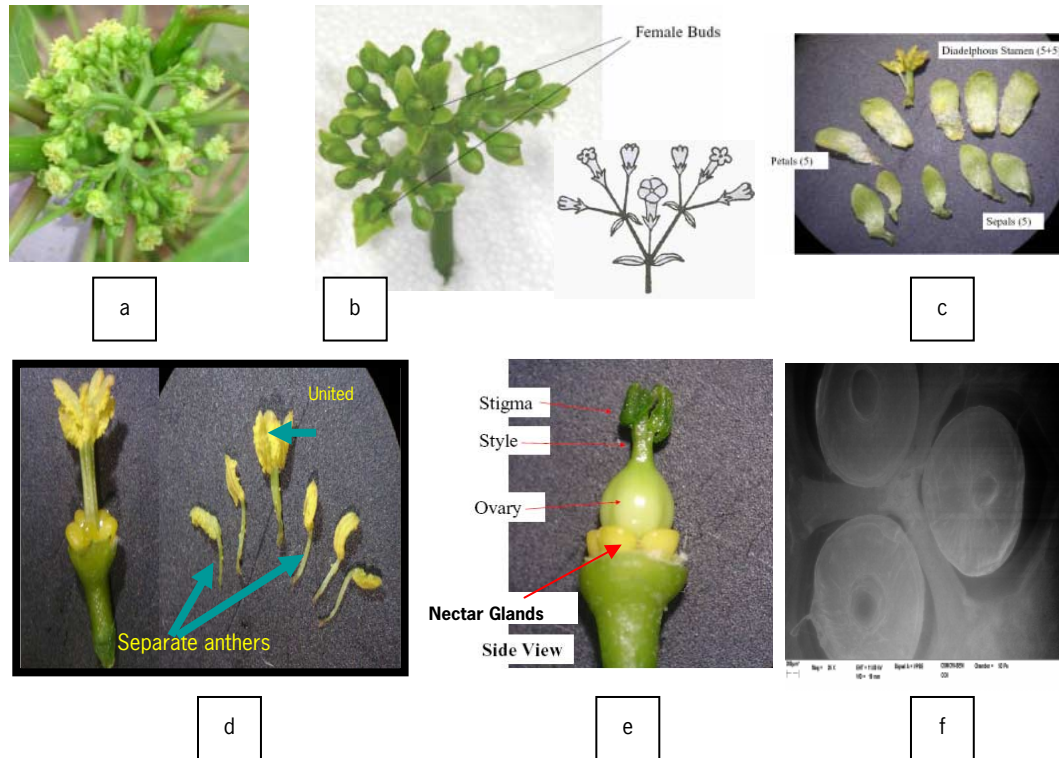 Female Buds
Diadelphous Stamen (5+5)
Petals (5)
Sepals (5)
a
b
c
United
Separate anthers
Stigma
Style
Ovary
Nectar Glands
Side View
d
e
f